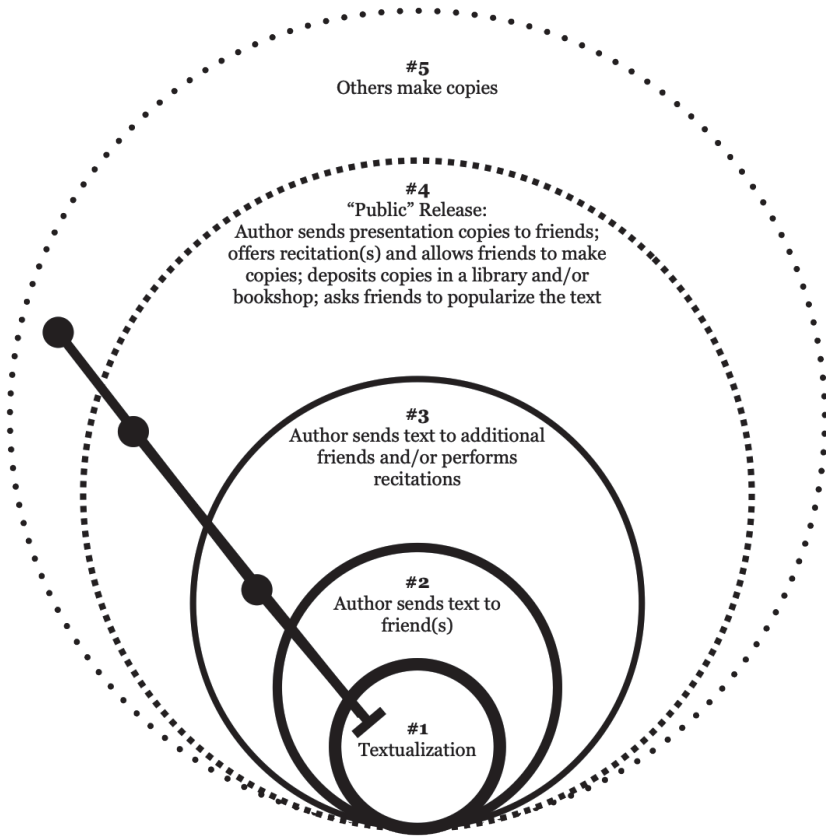 #5
Others make copies
#4
“Public” Release:
Author sends presentation copies to friends;
offers recitation(s) and allows friends to make
copies; deposits copies in a library and/or
bookshop; asks friends to popularize the text
#3
Author sends text to additional
friends and/or performs
recitations
#2
Author sends text to
friend(s)
#1
Textualization